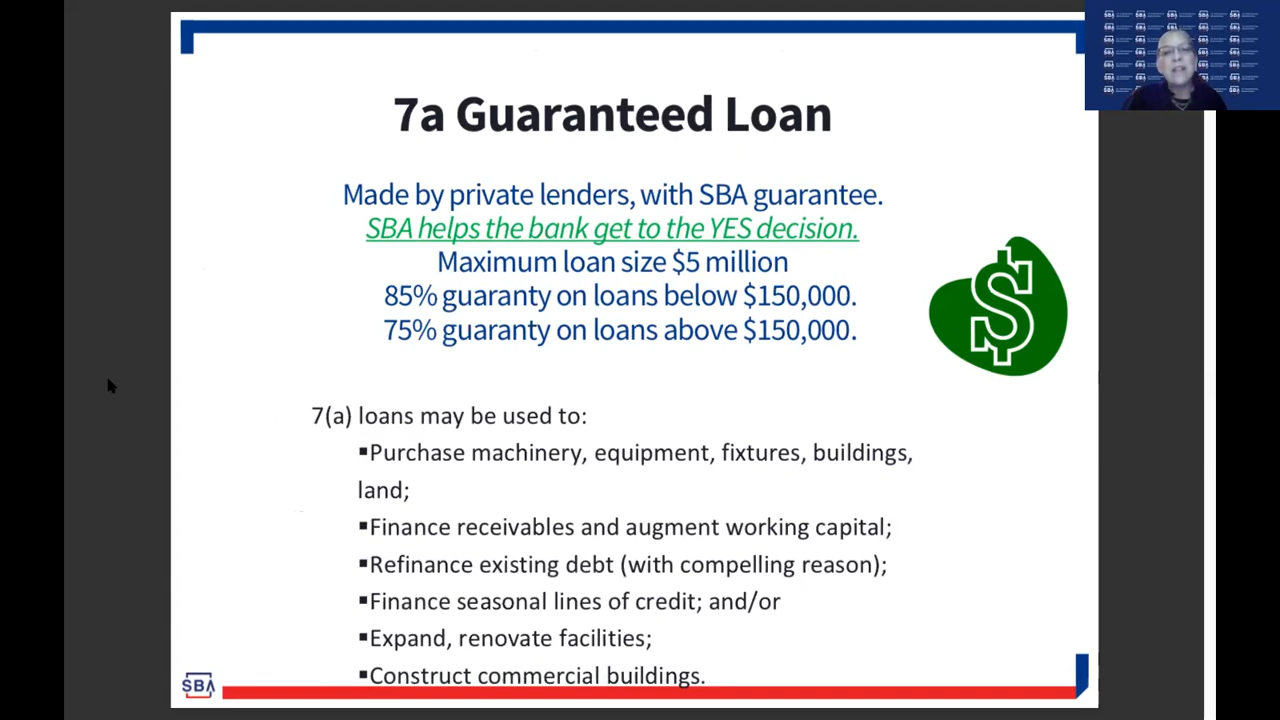 7a Guaranteed Loan
Made by private lenders, with SBA guarantee.
SBA helps the bank get to the YES decision.
Maximum loan size $5 million
85% guaranty on loans below $150,000.
75% guaranty on loans above $150,000.
7(a) loans may be used to:
▪Purchase machinery, equipment, fixtures, buildings,
land;
▪Finance receivables and augment working capital;
▪Refinance existing debt (with compelling reason);
▪Finance seasonal lines of credit; and/or
▪Expand, renovate facilities;
▪Construct commercial buildings.
SBA